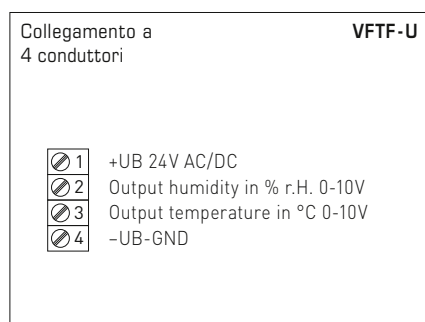 Collegamento a VFTF-U
4 conduttori
1 +UB 24V AC/DC
2 Output humidity in % r.H. 0-10V
3 Output temperature in °C 0-10V
4 –UB-GND